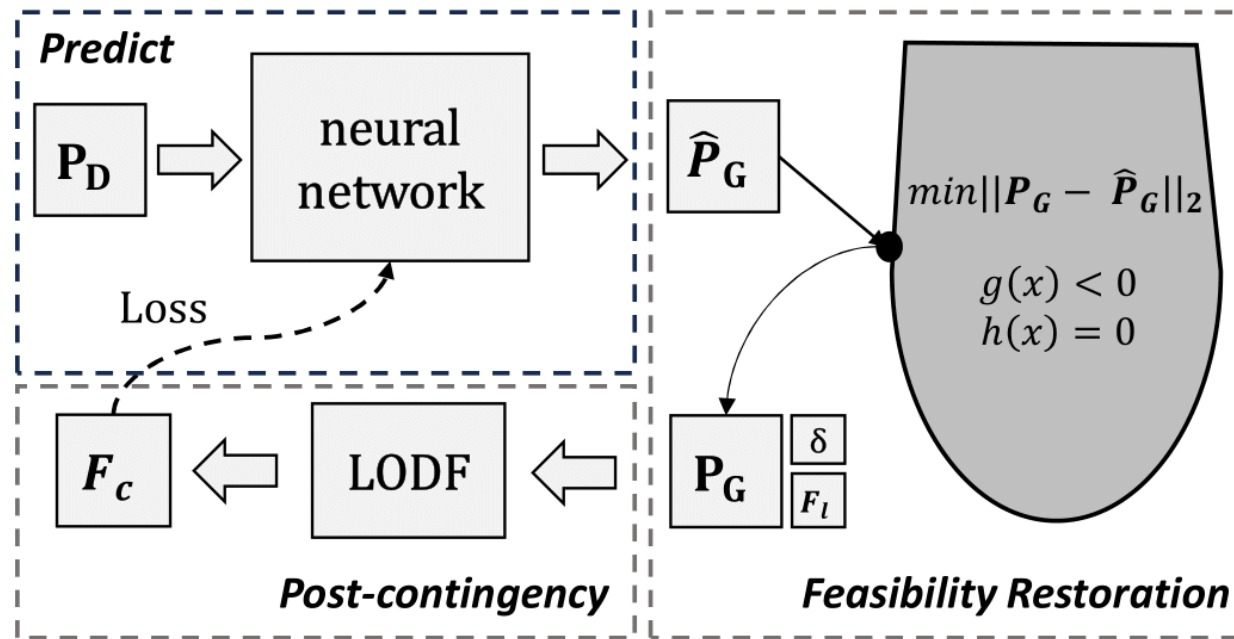 Predict
P_D
neural
network
Loss
P̂_G
min||P_G − P̂_G||_2
g(x) < 0
h(x) = 0
F_c
LODF
P_G
δ
F_l
Post-contingency
Feasibility Restoration